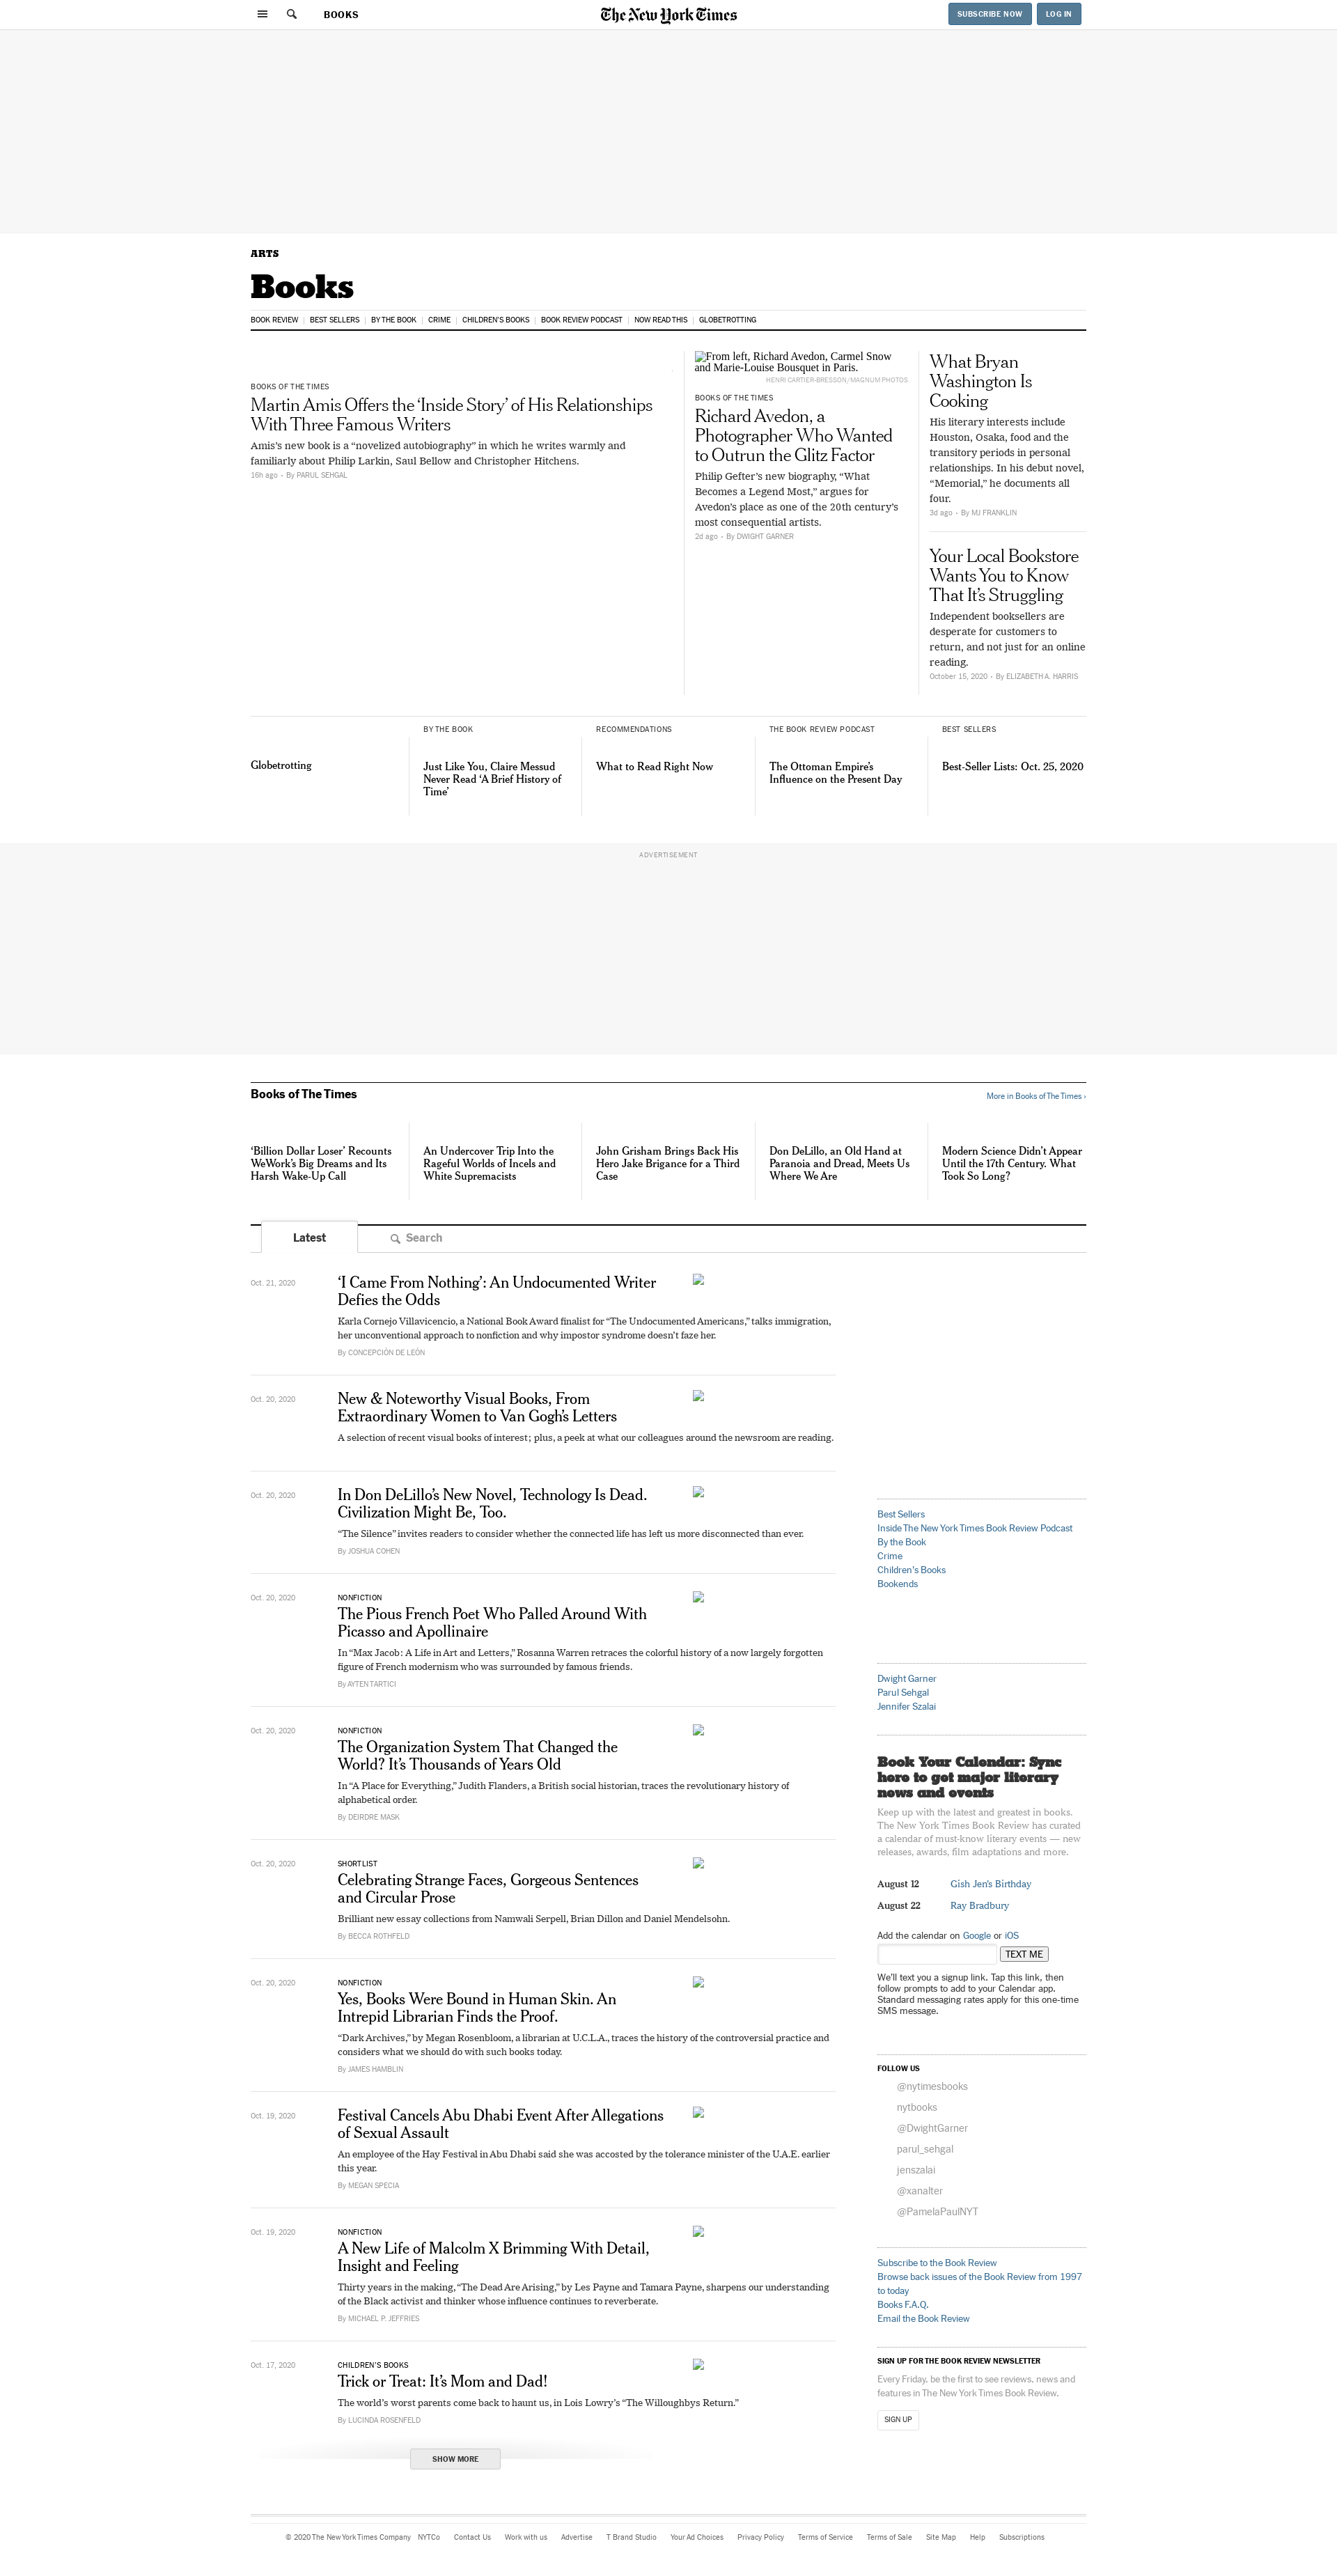 BOOKS
The New York Times
SUBSCRIBE NOW
LOG IN
ARTS
Books
BOOK REVIEW
BEST SELLERS
BY THE BOOK
CRIME
CHILDREN'S BOOKS
BOOK REVIEW PODCAST
NOW READ THIS
GLOBETROTTING
BOOKS OF THE TIMES
Martin Amis Offers the ‘Inside Story’ of His Relationships
With Three Famous Writers
Amis’s new book is a “novelized autobiography” in which he writes warmly and
familiarly about Philip Larkin, Saul Bellow and Christopher Hitchens.
16h ago • By PARUL SEHGAL
From left, Richard Avedon, Carmel Snow
and Marie-Louise Bousquet in Paris.
HENRI CARTIER-BRESSON/MAGNUM PHOTOS
BOOKS OF THE TIMES
Richard Avedon, a
Photographer Who Wanted
to Outrun the Glitz Factor
Philip Gefter’s new biography, “What
Becomes a Legend Most,” argues for
Avedon’s place as one of the 20th century’s
most consequential artists.
2d ago • By DWIGHT GARNER
What Bryan
Washington Is
Cooking
His literary interests include
Houston, Osaka, food and the
transitory periods in personal
relationships. In his debut novel,
“Memorial,” he documents all
four.
3d ago • By MJ FRANKLIN
Your Local Bookstore
Wants You to Know
That It’s Struggling
Independent booksellers are
desperate for customers to
return, and not just for an online
reading.
October 15, 2020 • By ELIZABETH A. HARRIS
Globetrotting
BY THE BOOK
Just Like You, Claire Messud
Never Read ‘A Brief History of
Time’
RECOMMENDATIONS
What to Read Right Now
THE BOOK REVIEW PODCAST
The Ottoman Empire’s
Influence on the Present Day
BEST SELLERS
Best-Seller Lists: Oct. 25, 2020
ADVERTISEMENT
Books of The Times
More in Books of The Times ›
‘Billion Dollar Loser’ Recounts
WeWork’s Big Dreams and Its
Harsh Wake-Up Call
An Undercover Trip Into the
Rageful Worlds of Incels and
White Supremacists
John Grisham Brings Back His
Hero Jake Brigance for a Third
Case
Don DeLillo, an Old Hand at
Paranoia and Dread, Meets Us
Where We Are
Modern Science Didn’t Appear
Until the 17th Century. What
Took So Long?
Latest
Search
Oct. 21, 2020
‘I Came From Nothing’: An Undocumented Writer
Defies the Odds
Karla Cornejo Villavicencio, a National Book Award finalist for “The Undocumented Americans,” talks immigration,
her unconventional approach to nonfiction and why impostor syndrome doesn’t faze her.
By CONCEPCIÓN DE LEÓN
Oct. 20, 2020
New & Noteworthy Visual Books, From
Extraordinary Women to Van Gogh’s Letters
A selection of recent visual books of interest; plus, a peek at what our colleagues around the newsroom are reading.
Oct. 20, 2020
In Don DeLillo’s New Novel, Technology Is Dead.
Civilization Might Be, Too.
“The Silence” invites readers to consider whether the connected life has left us more disconnected than ever.
By JOSHUA COHEN
Oct. 20, 2020
NONFICTION
The Pious French Poet Who Palled Around With
Picasso and Apollinaire
In “Max Jacob: A Life in Art and Letters,” Rosanna Warren retraces the colorful history of a now largely forgotten
figure of French modernism who was surrounded by famous friends.
By AYTEN TARTICI
Oct. 20, 2020
NONFICTION
The Organization System That Changed the
World? It’s Thousands of Years Old
In “A Place for Everything,” Judith Flanders, a British social historian, traces the revolutionary history of
alphabetical order.
By DEIRDRE MASK
Oct. 20, 2020
SHORTLIST
Celebrating Strange Faces, Gorgeous Sentences
and Circular Prose
Brilliant new essay collections from Namwali Serpell, Brian Dillon and Daniel Mendelsohn.
By BECCA ROTHFELD
Oct. 20, 2020
NONFICTION
Yes, Books Were Bound in Human Skin. An
Intrepid Librarian Finds the Proof.
“Dark Archives,” by Megan Rosenbloom, a librarian at U.C.L.A., traces the history of the controversial practice and
considers what we should do with such books today.
By JAMES HAMBLIN
Oct. 19, 2020
Festival Cancels Abu Dhabi Event After Allegations
of Sexual Assault
An employee of the Hay Festival in Abu Dhabi said she was accosted by the tolerance minister of the U.A.E. earlier
this year.
By MEGAN SPECIA
Oct. 19, 2020
NONFICTION
A New Life of Malcolm X Brimming With Detail,
Insight and Feeling
Thirty years in the making, “The Dead Are Arising,” by Les Payne and Tamara Payne, sharpens our understanding
of the Black activist and thinker whose influence continues to reverberate.
By MICHAEL P. JEFFRIES
Oct. 17, 2020
CHILDREN’S BOOKS
Trick or Treat: It’s Mom and Dad!
The world’s worst parents come back to haunt us, in Lois Lowry’s “The Willoughbys Return.”
By LUCINDA ROSENFELD
SHOW MORE
Best Sellers
Inside The New York Times Book Review Podcast
By the Book
Crime
Children's Books
Bookends
Dwight Garner
Parul Sehgal
Jennifer Szalai
Book Your Calendar: Sync
here to get major literary
news and events
Keep up with the latest and greatest in books.
The New York Times Book Review has curated
a calendar of must-know literary events — new
releases, awards, film adaptations and more.
August 12
Gish Jen's Birthday
August 22
Ray Bradbury
Add the calendar on Google or iOS
TEXT ME
We’ll text you a signup link. Tap this link, then
follow prompts to add to your Calendar app.
Standard messaging rates apply for this one-time
SMS message.
FOLLOW US
@nytimesbooks
nytbooks
@DwightGarner
parul_sehgal
jenszalai
@xanalter
@PamelaPaulNYT
Subscribe to the Book Review
Browse back issues of the Book Review from 1997
to today
Books F.A.Q.
Email the Book Review
SIGN UP FOR THE BOOK REVIEW NEWSLETTER
Every Friday, be the first to see reviews, news and
features in The New York Times Book Review.
SIGN UP
© 2020 The New York Times Company
NYTCo
Contact Us
Work with us
Advertise
T Brand Studio
Your Ad Choices
Privacy Policy
Terms of Service
Terms of Sale
Site Map
Help
Subscriptions